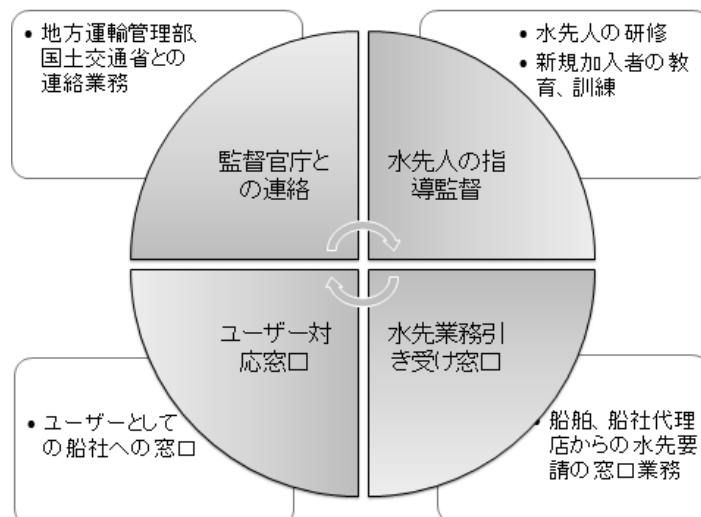 • 地方運輸管理部、
国土交通省との
連絡業務
• 水先人の研修
• 新規加入者の教
育、訓練
監督官庁と
の連絡
水先人の指
導監督
ユーザー対
応窓口
水先業務引
き受け窓口
• ユーザーとして
の船社への窓口
• 船舶、船社代理
店からの水先要
請の窓口業務